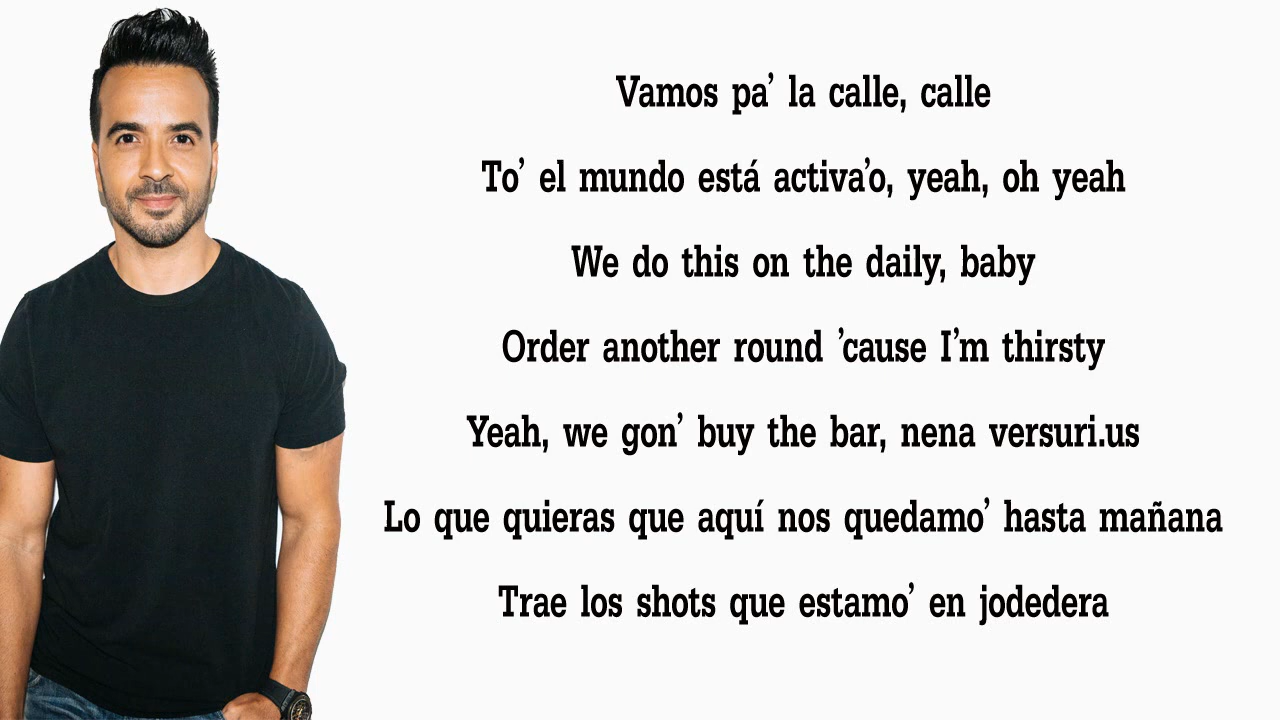 Vamos pa’ la calle, calle
To’ el mundo está activa’o, yeah, oh yeah
We do this on the daily, baby
Order another round ’cause I’m thirsty
Yeah, we gon’ buy the bar, nena versuri.us
Lo que quieras que aquí nos quedamo’ hasta mañana
Trae los shots que estamo’ en jodedera